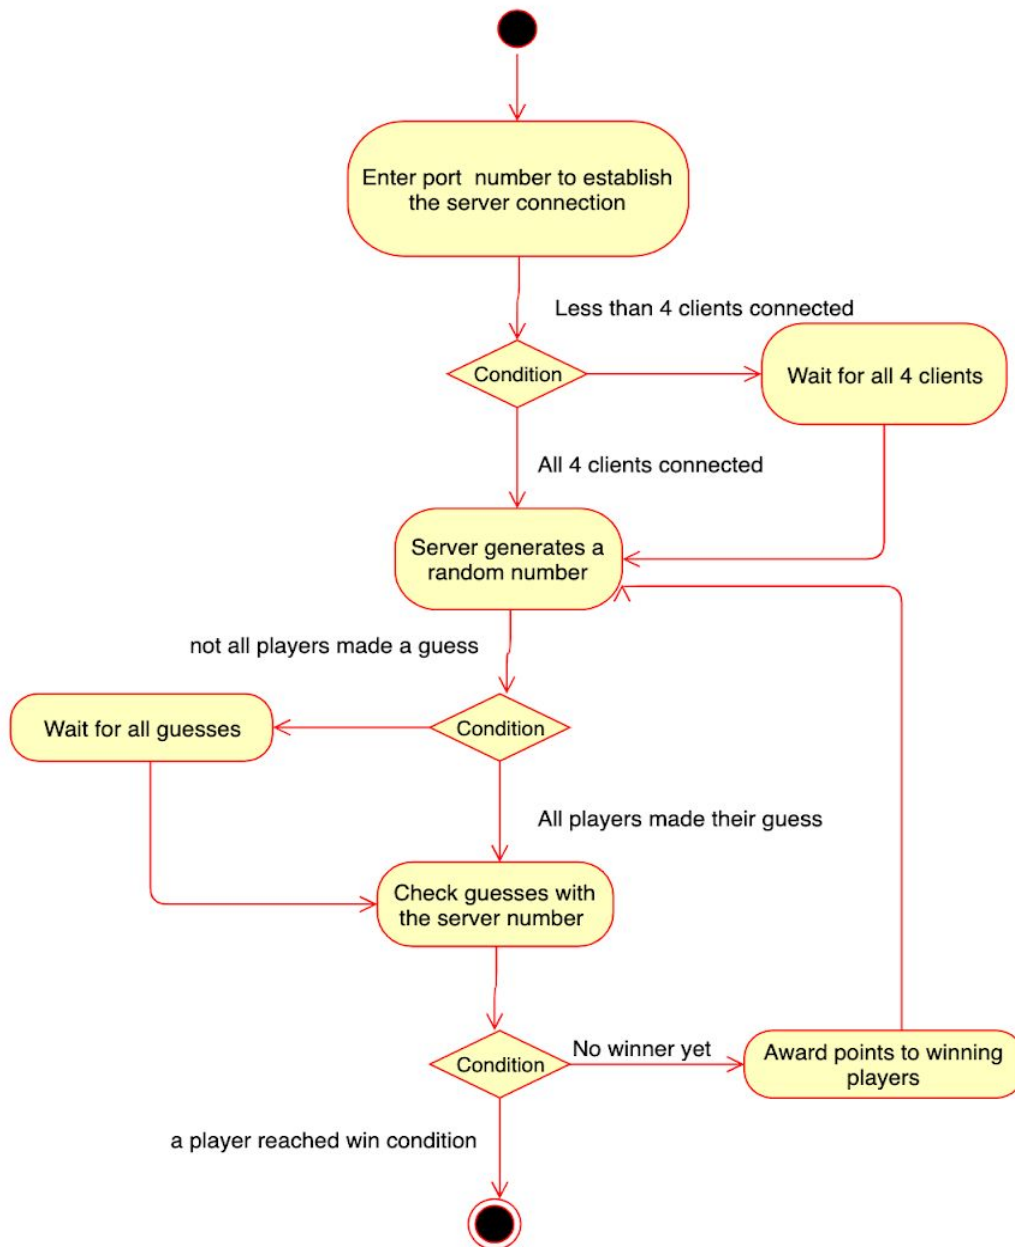 Enter port  number to establish
the server connection
Less than 4 clients connected
Condition
Wait for all 4 clients
All 4 clients connected
Server generates a
random number
not all players made a guess
Wait for all guesses
Condition
All players made their guess
Check guesses with
the server number
Condition
No winner yet
Award points to winning
players
a player reached win condition